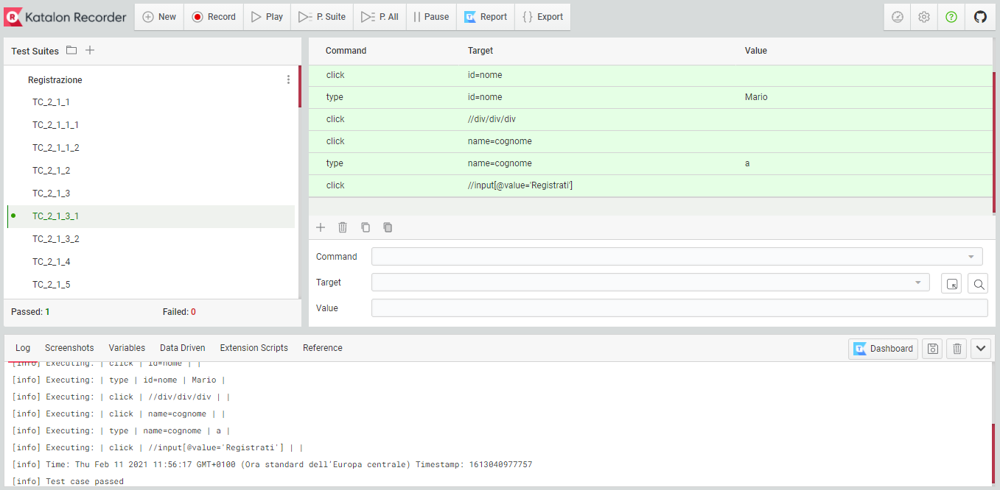 Katalon Recorder New Record Play P. Suite P. All Pause Report Export
Test Suites
Command Target Value
Registrazione
TC_2_1_1
TC_2_1_1_1
TC_2_1_1_2
TC_2_1_2
TC_2_1_3
TC_2_1_3_1
TC_2_1_3_2
TC_2_1_4
TC_2_1_5
Passed: 1 Failed: 0
click id=nome
type id=nome Mario
click //div/div/div
click name=cognome
type name=cognome a
click //input[@value='Registrati']
Command
Target
Value
Log Screenshots Variables Data Driven Extension Scripts Reference Dashboard
[info] Executing: | click | id=nome | |
[info] Executing: | type | id=nome | Mario |
[info] Executing: | click | //div/div/div | |
[info] Executing: | click | name=cognome | |
[info] Executing: | type | name=cognome | a |
[info] Executing: | click | //input[@value='Registrati'] | |
[info] Time: Thu Feb 11 2021 11:56:17 GMT+0100 (Ora standard dell'Europa centrale) Timestamp: 1613040977757
[info] Test case passed